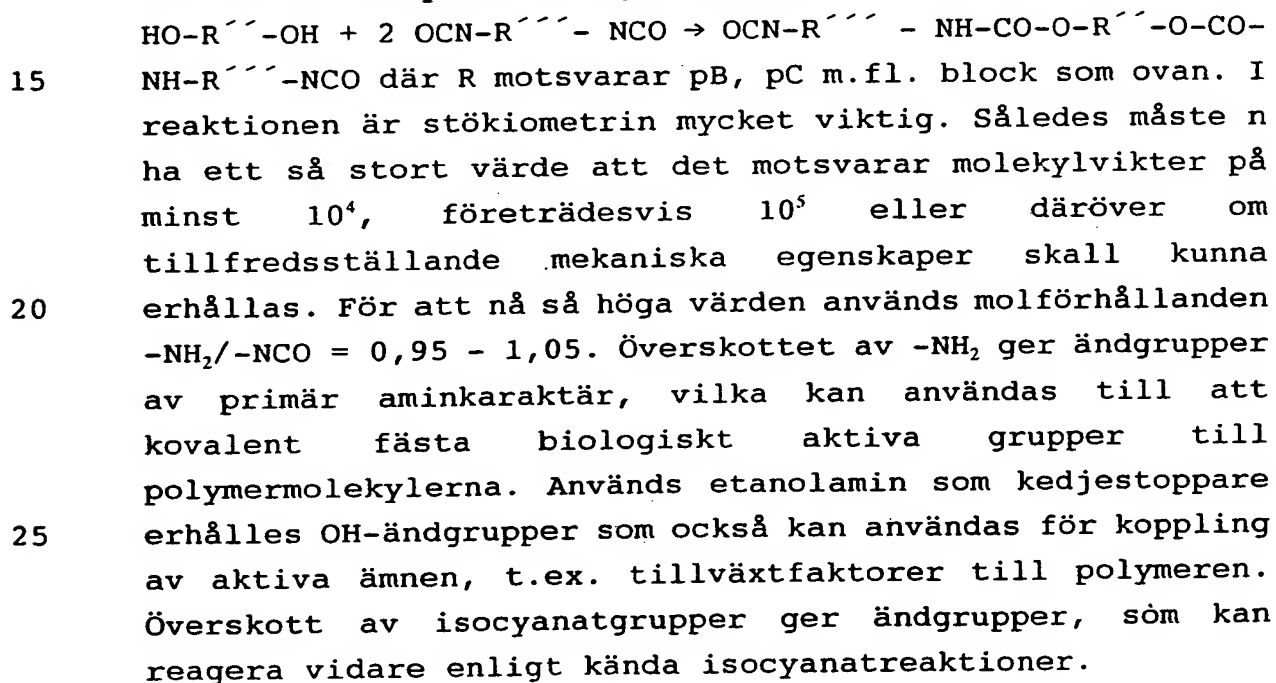 HO-R´´-OH + 2 OCN-R´´´- NCO → OCN-R´´´ - NH-CO-O-R´´-O-CO-
15 NH-R´´´-NCO där R motsvarar pB, pC m.fl. block som ovan. I
reaktionen är stökiometrin mycket viktig. Således måste n
ha ett så stort värde att det motsvarar molekylvikter på
minst 10⁴, företrädesvis 10⁵ eller däröver om
tillfredsställande mekaniska egenskaper skall kunna
20 erhållas. För att nå så höga värden används molförhållanden
-NH₂/-NCO = 0,95 - 1,05. Överskottet av -NH₂ ger ändgrupper
av primär aminkaraktär, vilka kan användas till att
kovalent fästa biologiskt aktiva grupper till
polymermolekylerna. Används etanolamin som kedjestoppare
25 erhålles OH-ändgrupper som också kan användas för koppling
av aktiva ämnen, t.ex. tillväxtfaktorer till polymeren.
Överskott av isocyanatgrupper ger ändgrupper, som kan
reagera vidare enligt kända isocyanatreaktioner.